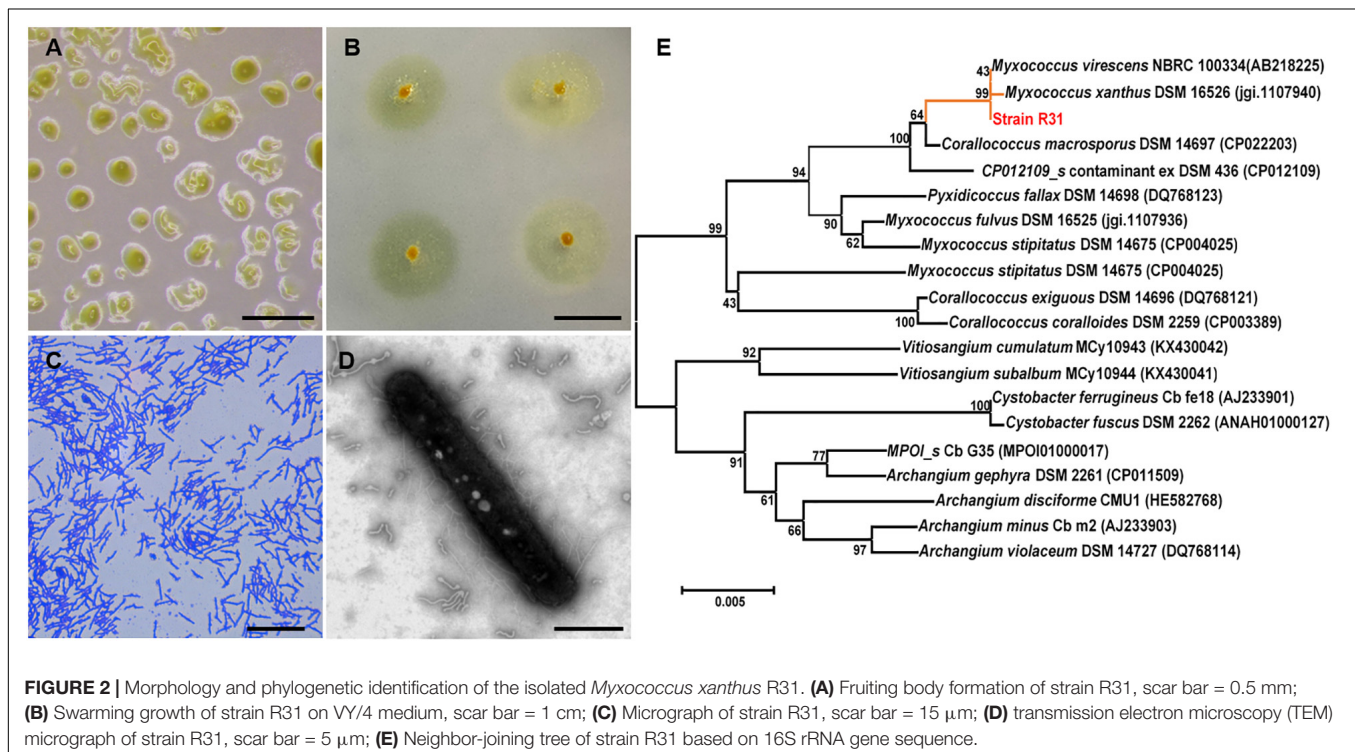 A
B
E
C
D
43
Myxococcus virescens NBRC 100334(AB218225)
99
Myxococcus xanthus DSM 16526 (jgi.1107940)
Strain R31
64
Corallococcus macrosporus DSM 14697 (CP022203)
100
CP012109_s contaminant ex DSM 436 (CP012109)
94
Pyxidicoccus fallax DSM 14698 (DQ768123)
90
Myxococcus fulvus DSM 16525 (jgi.1107936)
62
Myxococcus stipitatus DSM 14675 (CP004025)
99
Myxococcus stipitatus DSM 14675 (CP004025)
43
Corallococcus exiguous DSM 14696 (DQ768121)
100
Corallococcus coralloides DSM 2259 (CP003389)
92
Vitiosangium cumulatum MCy10943 (KX430042)
Vitiosangium subalbum MCy10944 (KX430041)
Cystobacter ferrugineus Cb fe18 (AJ233901)
100
Cystobacter fuscus DSM 2262 (ANAH01000127)
91
MPOI_s Cb G35 (MPOI01000017)
77
Archangium gephyra DSM 2261 (CP011509)
61
Archangium disciforme CMU1 (HE582768)
66
Archangium minus Cb m2 (AJ233903)
97
Archangium violaceum DSM 14727 (DQ768114)
0.005
FIGURE 2 | Morphology and phylogenetic identification of the isolated Myxococcus xanthus R31. (A) Fruiting body formation of strain R31, scar bar = 0.5 mm;
(B) Swarming growth of strain R31 on VY/4 medium, scar bar = 1 cm; (C) Micrograph of strain R31, scar bar = 15 μm; (D) transmission electron microscopy (TEM)
micrograph of strain R31, scar bar = 5 μm; (E) Neighbor-joining tree of strain R31 based on 16S rRNA gene sequence.